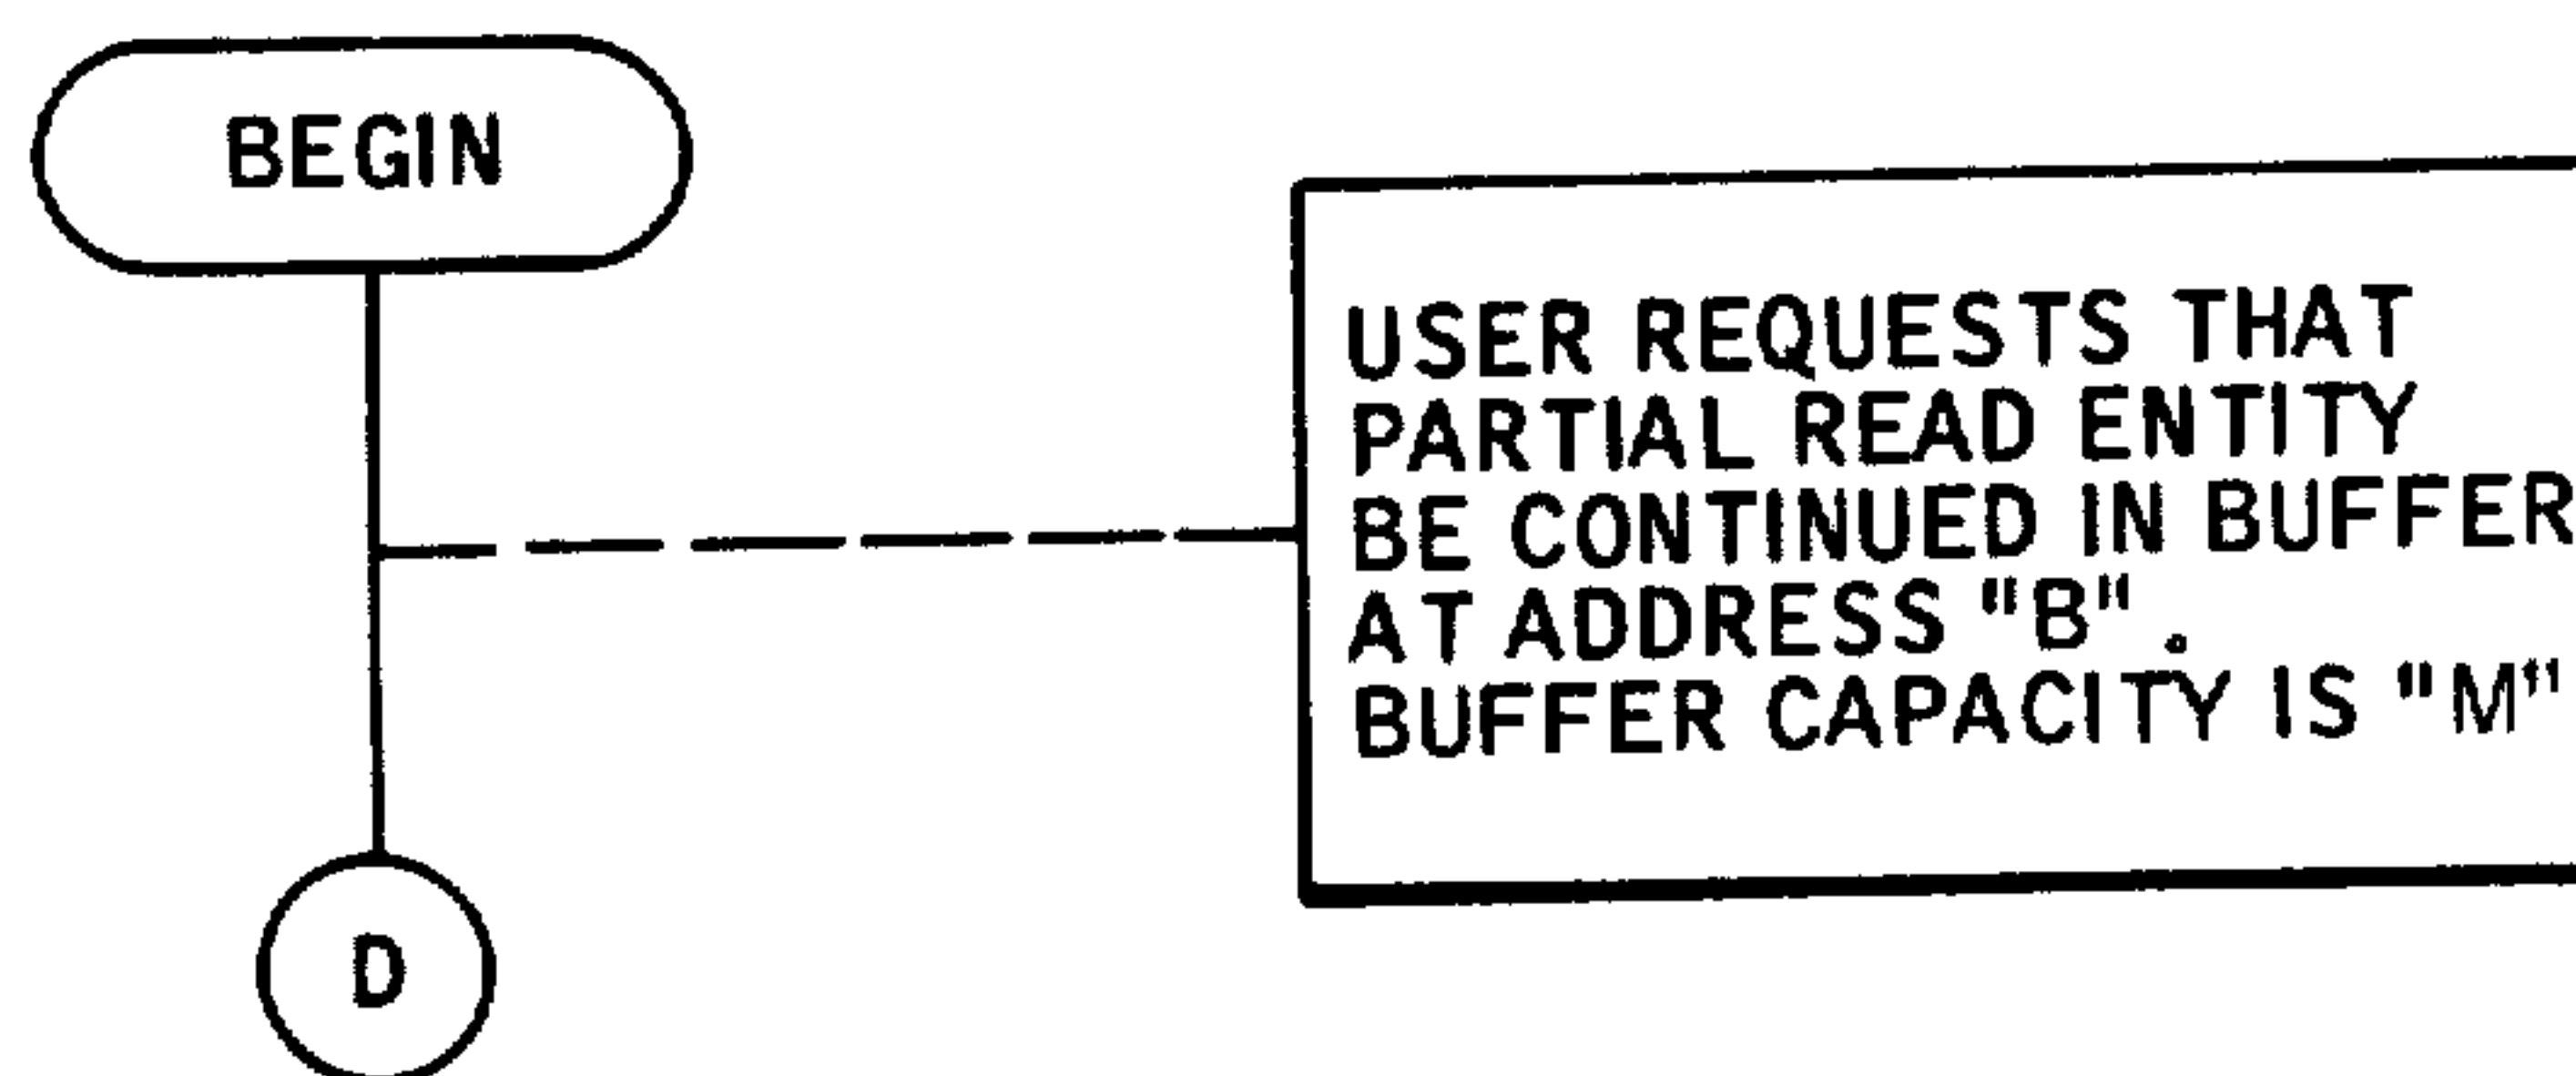 BEGIN
USER REQUESTS THAT
PARTIAL READ ENTITY
BE CONTINUED IN BUFFER
AT ADDRESS "B".
BUFFER CAPACITY IS "M"
D